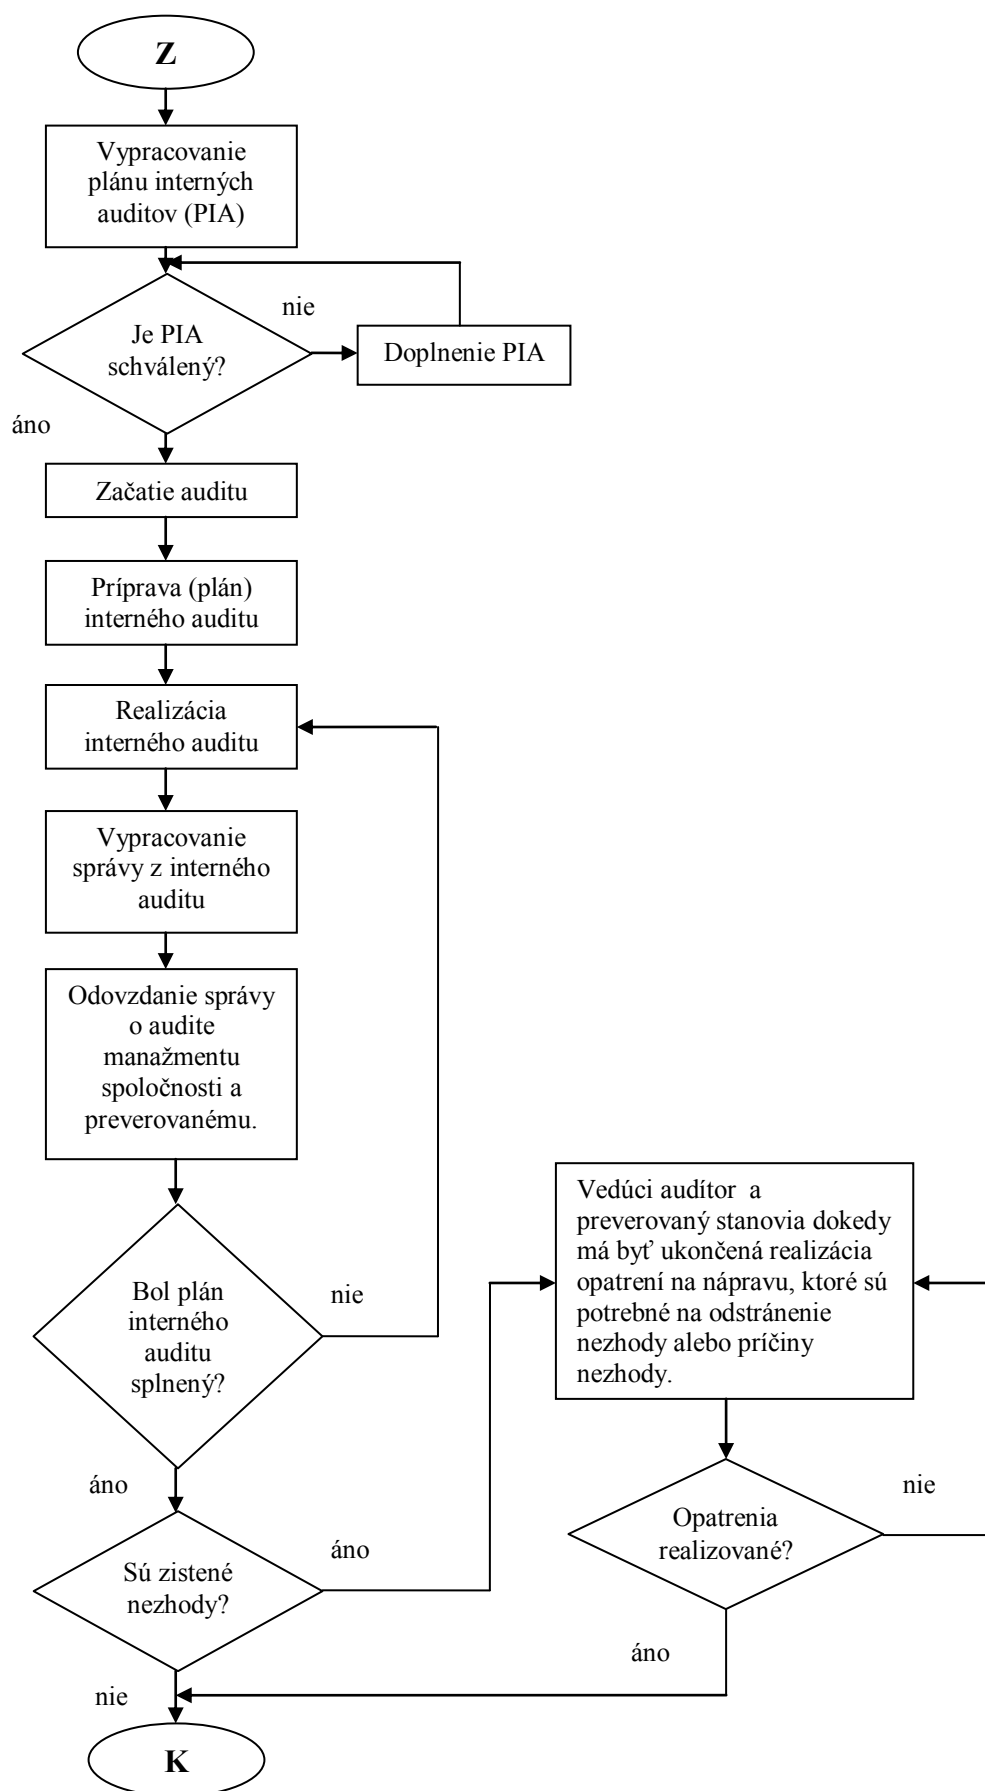 Z
Vypracovanie
plánu interných
auditov (PIA)
nie
Je PIA
schválený?
Doplnenie PIA
áno
Začatie auditu
Príprava (plán)
interného auditu
Realizácia
interného auditu
Vypracovanie
správy z interného
auditu
Odovzdanie správy
o audite
manažmentu
spoločnosti a
preverovanému.
Bol plán
interného
auditu
splnený?
nie
áno
Sú zistené
nezhody?
áno
Vedúci audítor a
preverovaný stanovia dokedy
má byť ukončená realizácia
opatrení na nápravu, ktoré sú
potrebné na odstránenie
nezhody alebo príčiny
nezhody.
Opatrenia
realizované?
nie
áno
nie
K